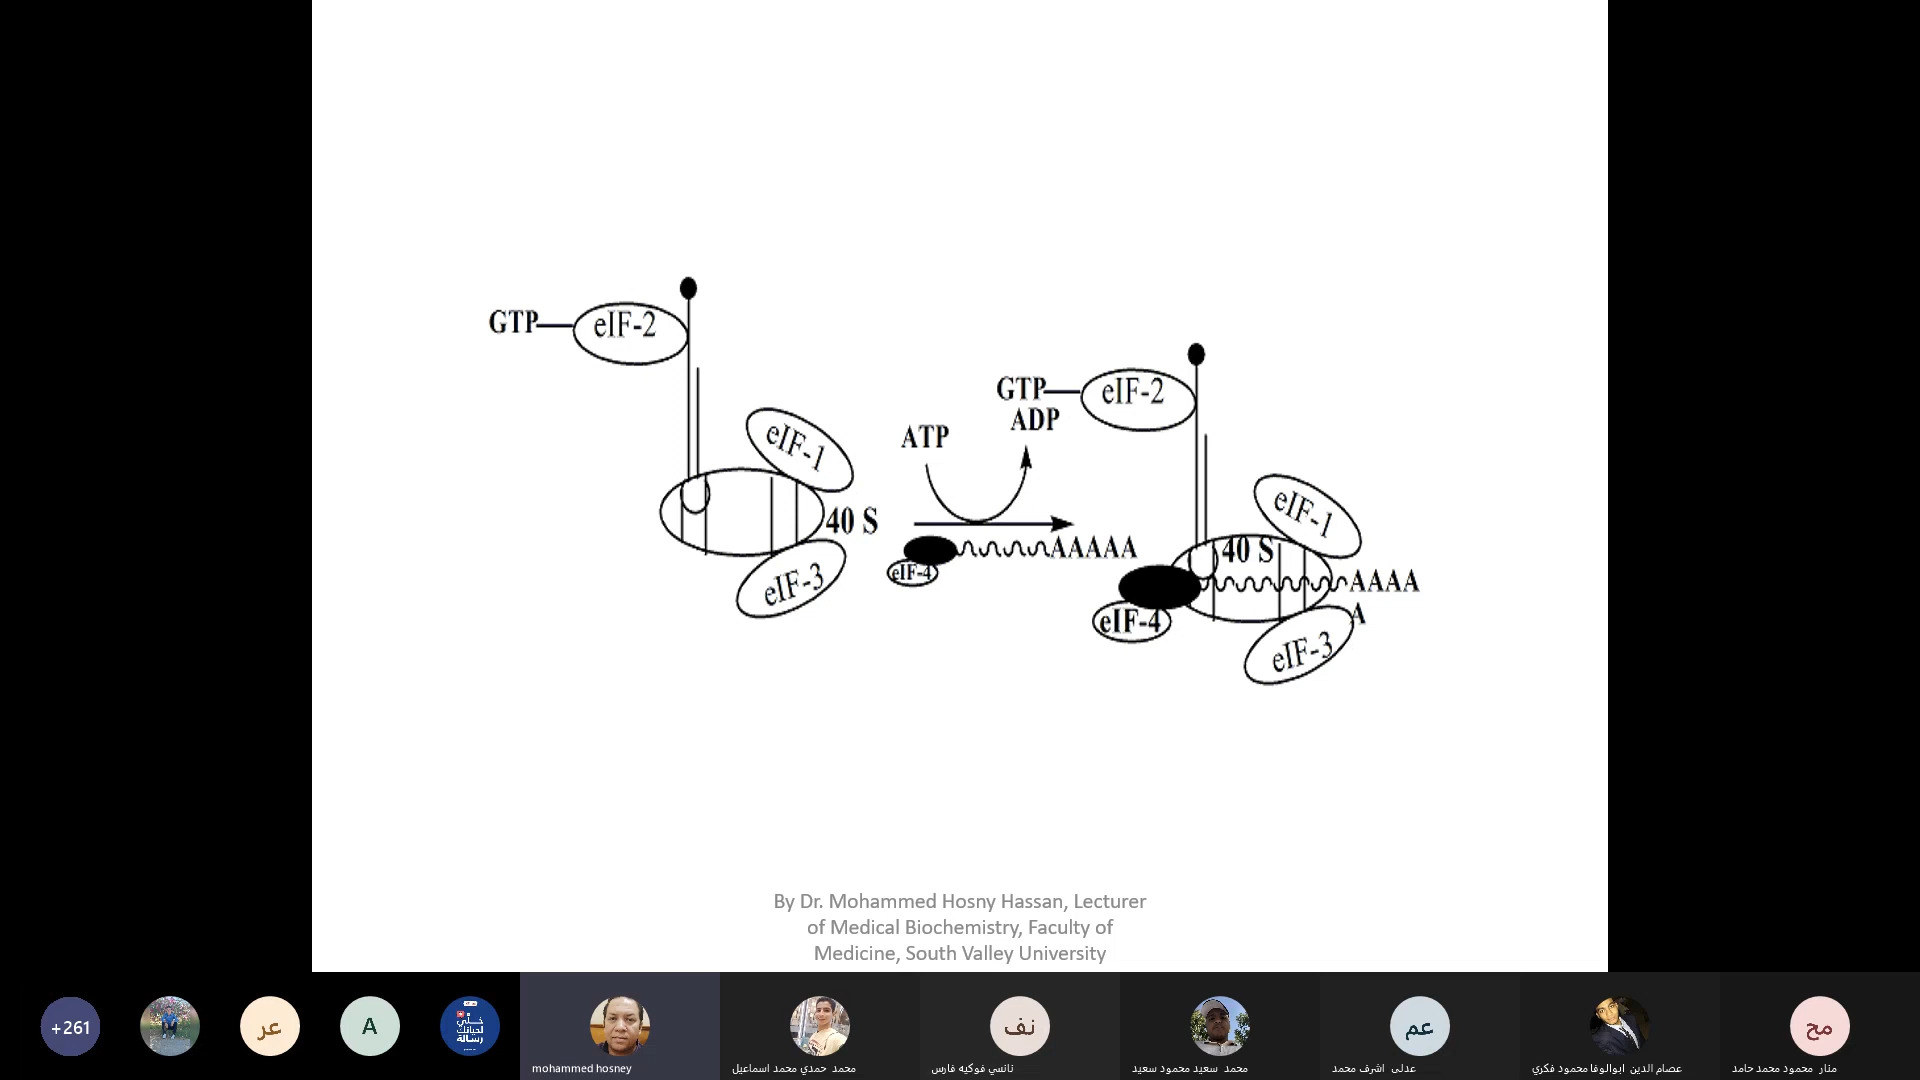 GTP
eIF-2
eIF-1
40 S
eIF-3
ATP
ADP
AAAAA
eIF-4
GTP
eIF-2
eIF-1
40 S
AAAA
A
eIF-4
eIF-3
By Dr. Mohammed Hosny Hassan, Lecturer
of Medical Biochemistry, Faculty of
Medicine, South Valley University
+261
عر
A
خلي
لحياتك
رسالة
نف
عم
مح
mohammed hosney
محمد حمدي محمد اسماعيل
نانسي فوكيه فارس
محمد سعيد محمود سعيد
عدلى اشرف محمد
عصام الدين ابوالوفا محمود فكري
منار محمود محمد حامد